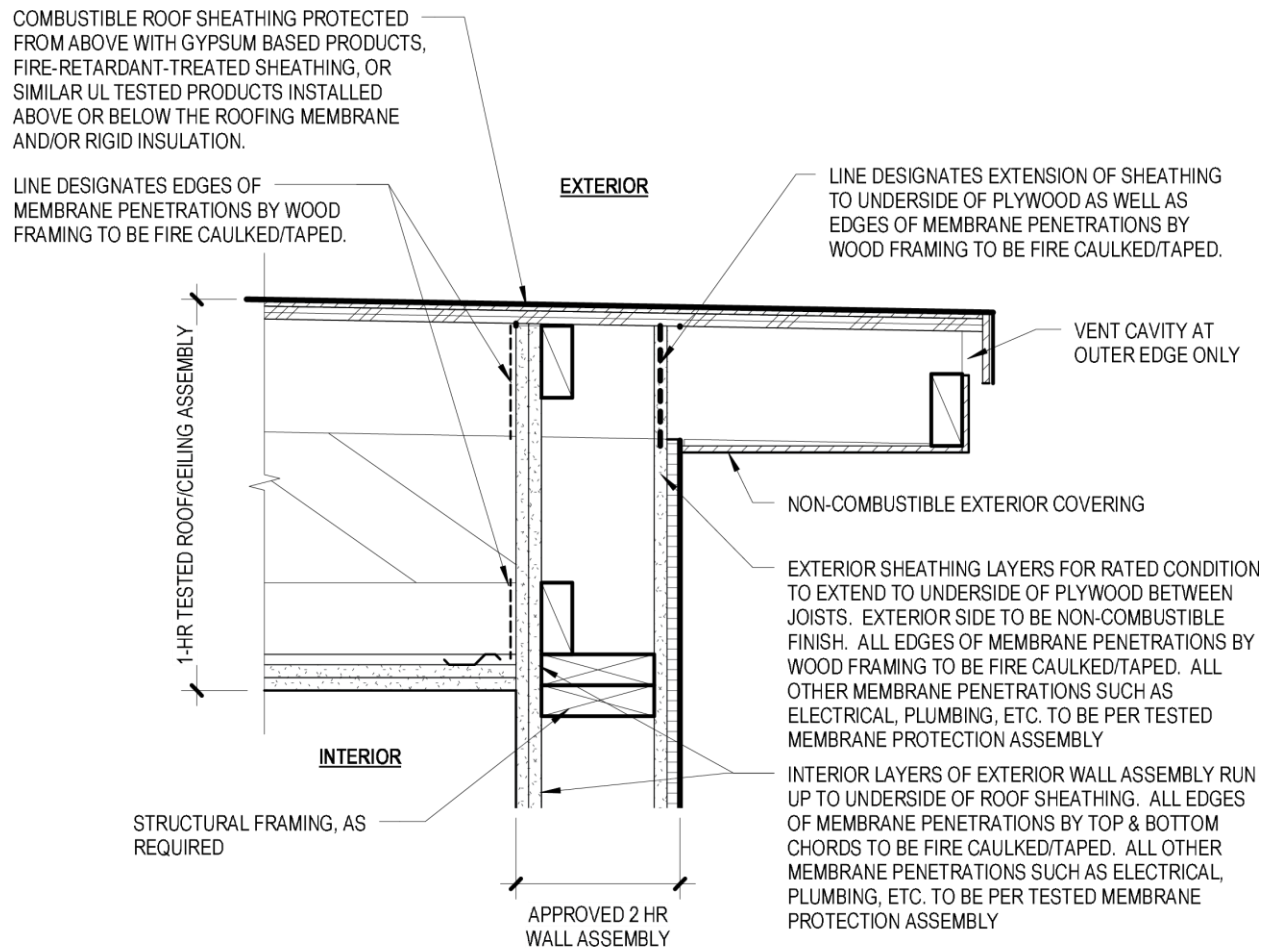 COMBUSTIBLE ROOF SHEATHING PROTECTED
FROM ABOVE WITH GYPSUM BASED PRODUCTS,
FIRE-RETARDANT-TREATED SHEATHING, OR
SIMILAR UL TESTED PRODUCTS INSTALLED
ABOVE OR BELOW THE ROOFING MEMBRANE
AND/OR RIGID INSULATION.
LINE DESIGNATES EDGES OF
MEMBRANE PENETRATIONS BY WOOD
FRAMING TO BE FIRE CAULKED/TAPED.
EXTERIOR
LINE DESIGNATES EXTENSION OF SHEATHING
TO UNDERSIDE OF PLYWOOD AS WELL AS
EDGES OF MEMBRANE PENETRATIONS BY
WOOD FRAMING TO BE FIRE CAULKED/TAPED.
VENT CAVITY AT
OUTER EDGE ONLY
1-HR TESTED ROOF/CEILING ASSEMBLY
NON-COMBUSTIBLE EXTERIOR COVERING
EXTERIOR SHEATHING LAYERS FOR RATED CONDITION
TO EXTEND TO UNDERSIDE OF PLYWOOD BETWEEN
JOISTS. EXTERIOR SIDE TO BE NON-COMBUSTIBLE
FINISH. ALL EDGES OF MEMBRANE PENETRATIONS BY
WOOD FRAMING TO BE FIRE CAULKED/TAPED. ALL
OTHER MEMBRANE PENETRATIONS SUCH AS
ELECTRICAL, PLUMBING, ETC. TO BE PER TESTED
MEMBRANE PROTECTION ASSEMBLY
INTERIOR
INTERIOR LAYERS OF EXTERIOR WALL ASSEMBLY RUN
UP TO UNDERSIDE OF ROOF SHEATHING. ALL EDGES
OF MEMBRANE PENETRATIONS BY TOP & BOTTOM
CHORDS TO BE FIRE CAULKED/TAPED. ALL OTHER
MEMBRANE PENETRATIONS SUCH AS ELECTRICAL,
PLUMBING, ETC. TO BE PER TESTED MEMBRANE
PROTECTION ASSEMBLY
STRUCTURAL FRAMING, AS
REQUIRED
APPROVED 2 HR
WALL ASSEMBLY